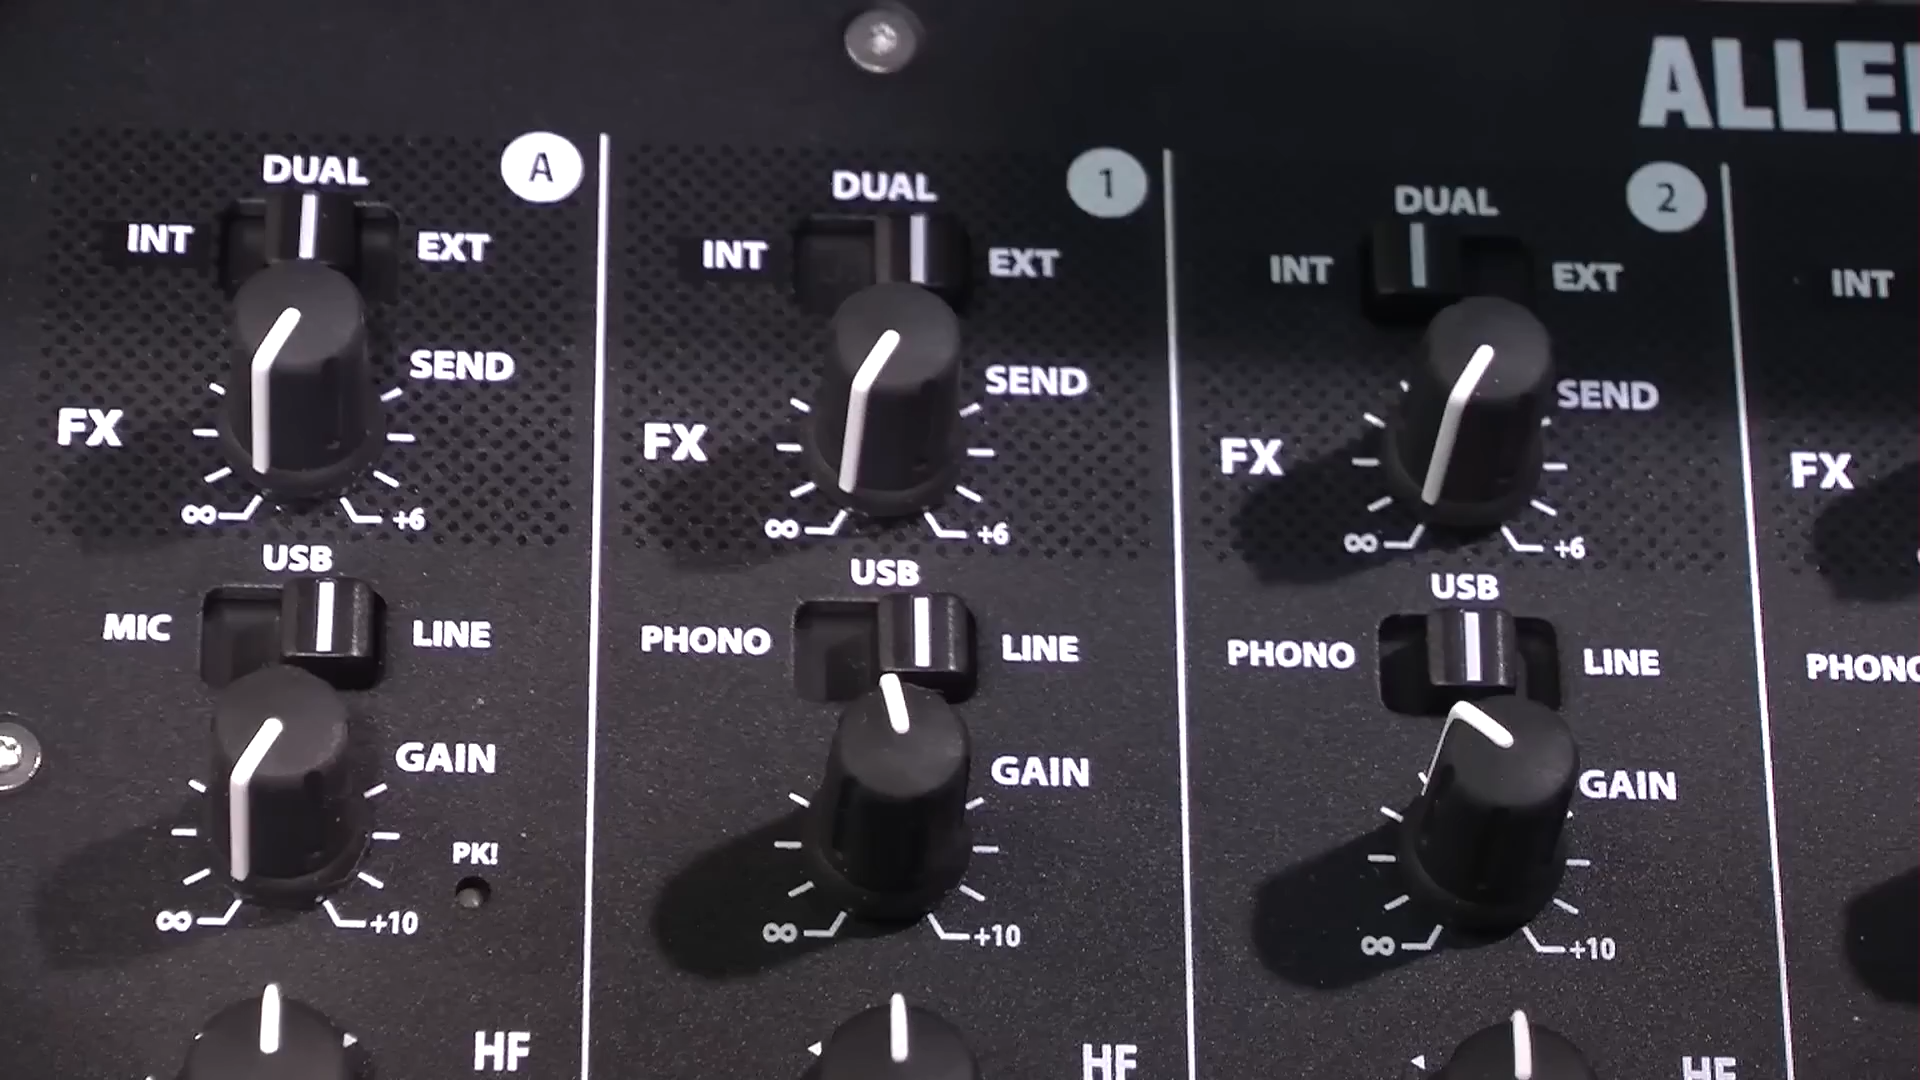 ALLE
A
DUAL
INT
EXT
SEND
FX
∞
+6
USB
MIC
LINE
GAIN
PK!
∞
+10
HF
1
DUAL
INT
EXT
SEND
FX
∞
+6
USB
PHONO
LINE
GAIN
∞
+10
HF
2
DUAL
INT
EXT
SEND
FX
∞
+6
USB
PHONO
LINE
GAIN
∞
+10
HF
INT
FX
PHONO